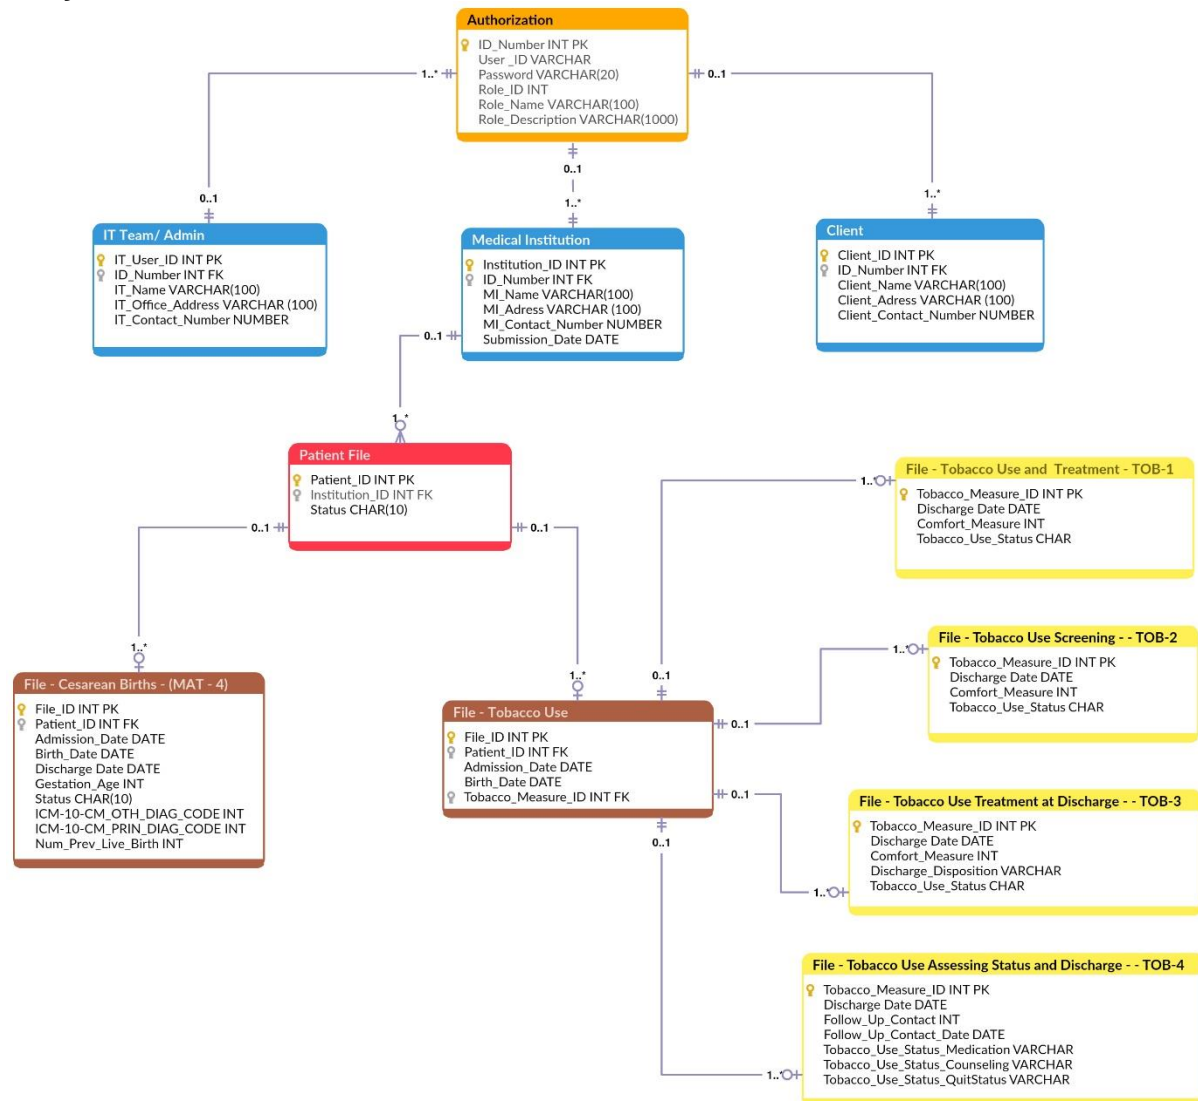 Authorization
ID_Number INT PK
User _ID VARCHAR
Password VARCHAR(20)
Role_ID INT
Role_Name VARCHAR(100)
Role_Description VARCHAR(1000)
1..*
0..1
0..1
0..1
1..*
1..*
IT Team/ Admin
IT_User_ID INT PK
ID_Number INT FK
IT_Name VARCHAR(100)
IT_Office_Address VARCHAR (100)
IT_Contact_Number NUMBER
Medical Institution
Institution_ID INT PK
ID_Number INT FK
MI_Name VARCHAR(100)
MI_Adress VARCHAR (100)
MI_Contact_Number NUMBER
Submission_Date DATE
Client
Client_ID INT PK
ID_Number INT FK
Client_Name VARCHAR(100)
Client_Adress VARCHAR (100)
Client_Contact_Number NUMBER
0..1
1..*
Patient File
Patient_ID INT PK
Institution_ID INT FK
Status CHAR(10)
0..1
0..1
1..*
1..*
File - Cesarean Births - (MAT - 4)
File_ID INT PK
Patient_ID INT FK
Admission_Date DATE
Birth_Date DATE
Discharge Date DATE
Gestation_Age INT
Status CHAR(10)
ICM-10-CM_OTH_DIAG_CODE INT
ICM-10-CM_PRIN_DIAG_CODE INT
Num_Prev_Live_Birth INT
File - Tobacco Use
File_ID INT PK
Patient_ID INT FK
Admission_Date DATE
Birth_Date DATE
Tobacco_Measure_ID INT FK
0..1
0..1
0..1
0..1
1..*
File - Tobacco Use and Treatment - TOB-1
Tobacco_Measure_ID INT PK
Discharge Date DATE
Comfort_Measure INT
Tobacco_Use_Status CHAR
1..*
File - Tobacco Use Screening - - TOB-2
Tobacco_Measure_ID INT PK
Discharge Date DATE
Comfort_Measure INT
Tobacco_Use_Status CHAR
1..*
File - Tobacco Use Treatment at Discharge - - TOB-3
Tobacco_Measure_ID INT PK
Discharge Date DATE
Comfort_Measure INT
Discharge_Disposition VARCHAR
Tobacco_Use_Status CHAR
1..*
File - Tobacco Use Assessing Status and Discharge - - TOB-4
Tobacco_Measure_ID INT PK
Discharge Date DATE
Follow_Up_Contact INT
Follow_Up_Contact_Date DATE
Tobacco_Use_Status_Medication VARCHAR
Tobacco_Use_Status_Counseling VARCHAR
Tobacco_Use_Status_QuitStatus VARCHAR